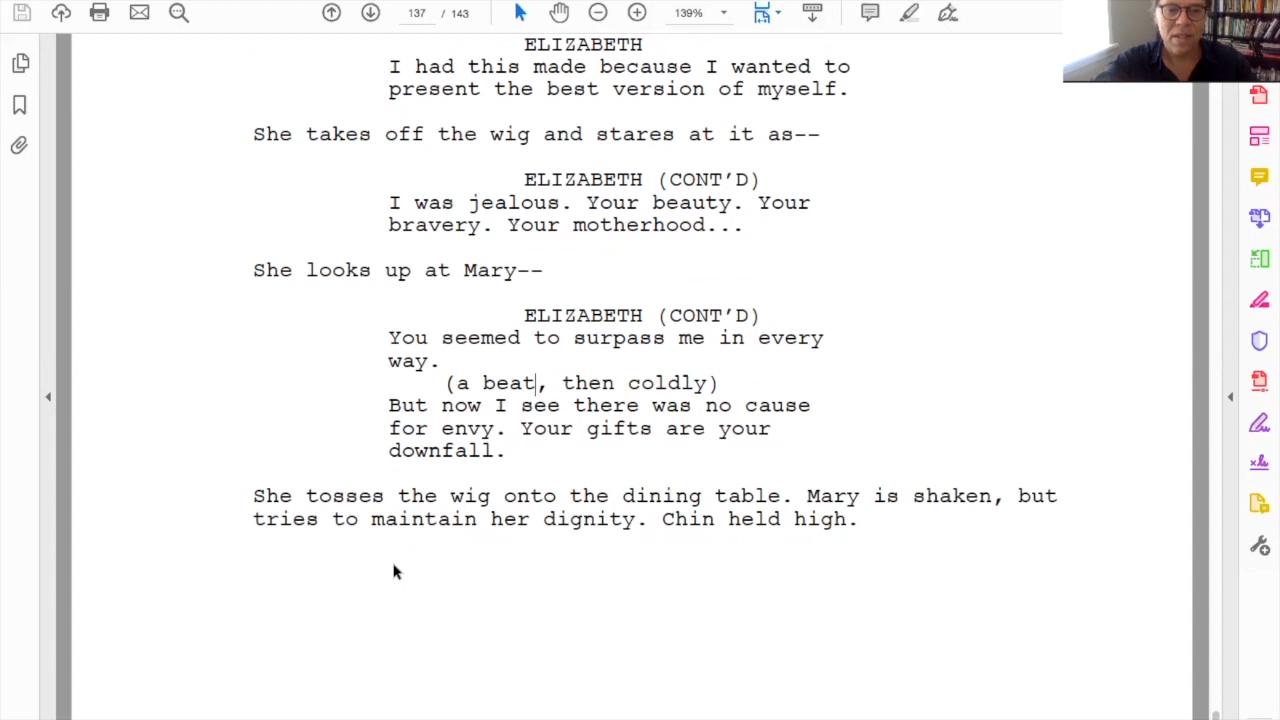 137 / 143
139%
ELIZABETH
I had this made because I wanted to
present the best version of myself.
She takes off the wig and stares at it as--
ELIZABETH (CONT'D)
I was jealous. Your beauty. Your
bravery. Your motherhood...
She looks up at Mary--
ELIZABETH (CONT'D)
You seemed to surpass me in every
way.
(a beat, then coldly)
But now I see there was no cause
for envy. Your gifts are your
downfall.
She tosses the wig onto the dining table. Mary is shaken, but
tries to maintain her dignity. Chin held high.